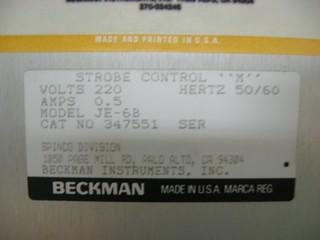 MADE AND PRINTED IN U.S.A.
STROBE CONTROL "M"
VOLTS 220 HERTZ 50/60
AMPS 0.5
MODEL JE-6B
CAT NO 347551 SER
SPINCO DIVISION
1050 PAGE MILL RD, PALO ALTO, CA 94304
BECKMAN INSTRUMENTS, INC.
BECKMAN MADE IN U.S.A. MARCA REG